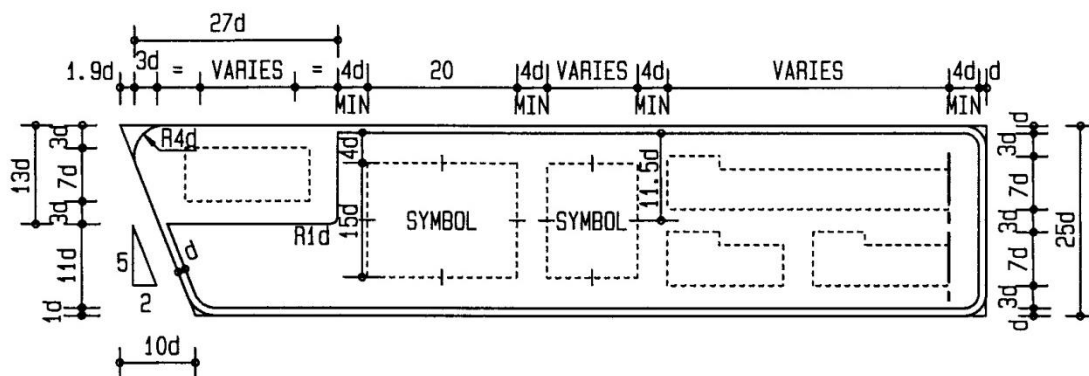 27d
1.9d 3d = VARIES = 4d 20 4d VARIES 4d VARIES 4d d
MIN MIN MIN MIN
13d 3d 7d 3d 11d 1d
R4d
4d
15d
SYMBOL
SYMBOL
11.5d
R1d
d
5
2
10d
d 3d 7d 3d 7d 3d d
25d